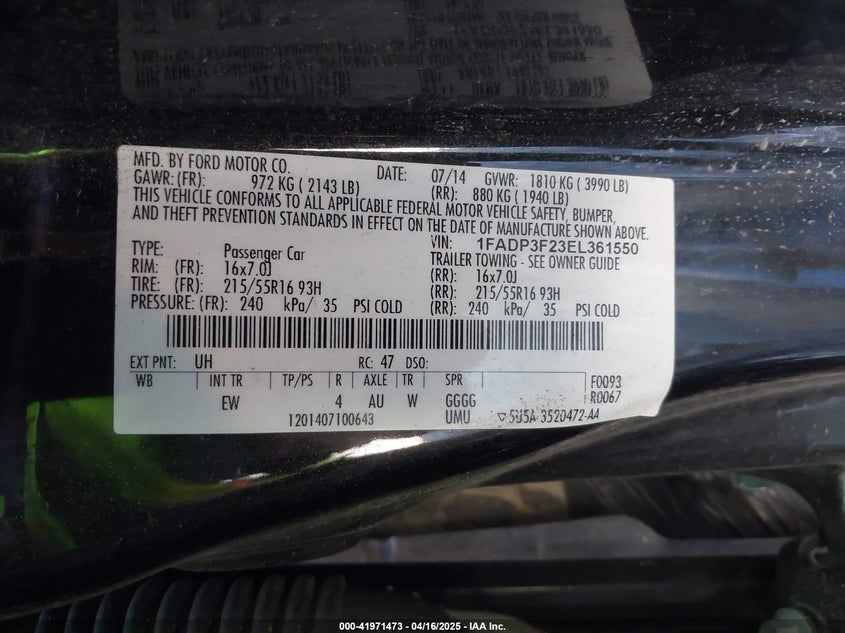 MFD. BY FORD MOTOR CO.
DATE: 07/14 GVWR: 1810 KG ( 3990 LB)
GAWR: (FR): 972 KG ( 2143 LB) (RR): 880 KG ( 1940 LB)
THIS VEHICLE CONFORMS TO ALL APPLICABLE FEDERAL MOTOR VEHICLE SAFETY, BUMPER,
AND THEFT PREVENTION STANDARDS IN EFFECT ON THE DATE OF MANUFACTURE SHOWN ABOVE.
VIN: 1FADP3F23EL361550
TYPE: Passenger Car TRAILER TOWING - SEE OWNER GUIDE
RIM: (FR): 16x7.0J (RR): 16x7.0J
TIRE: (FR): 215/55R16 93H (RR): 215/55R16 93H
PRESSURE: (FR): 240 kPa/ 35 PSI COLD (RR): 240 kPa/ 35 PSI COLD
EXT PNT: UH RC: 47 DSO:
WB INT TR TP/PS R AXLE TR SPR F0093
EW 4 AU W GGGG R0067
1201407100643 UMU ▽5U5A-3520472-AA
000-41971473 - 04/16/2025 - IAA Inc.